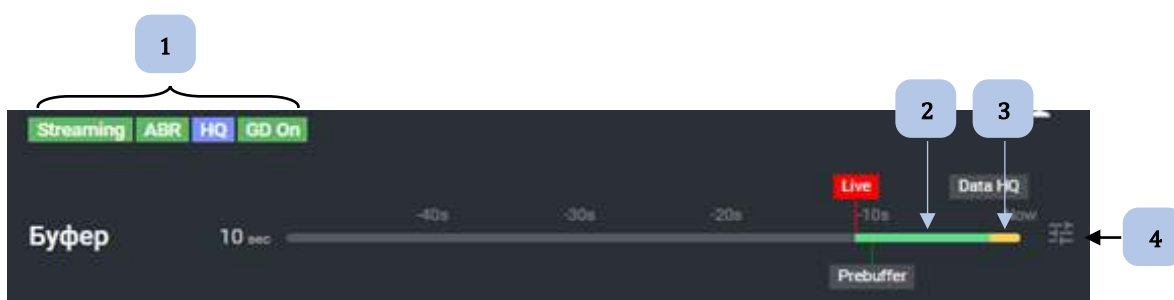 1
2 3
Streaming ABR HQ GD On
Live Data HQ
-40s -30s -20s -10s Now
Буфер 10 sec
4
Prebuffer